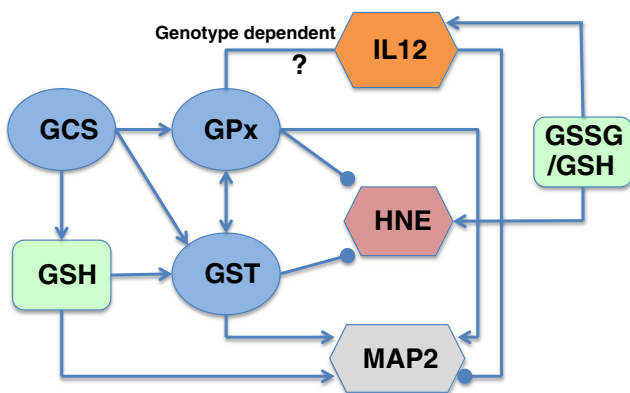 Genotype dependent
?
IL12
GCS
GPx
GSSG
/GSH
HNE
GSH
GST
MAP2